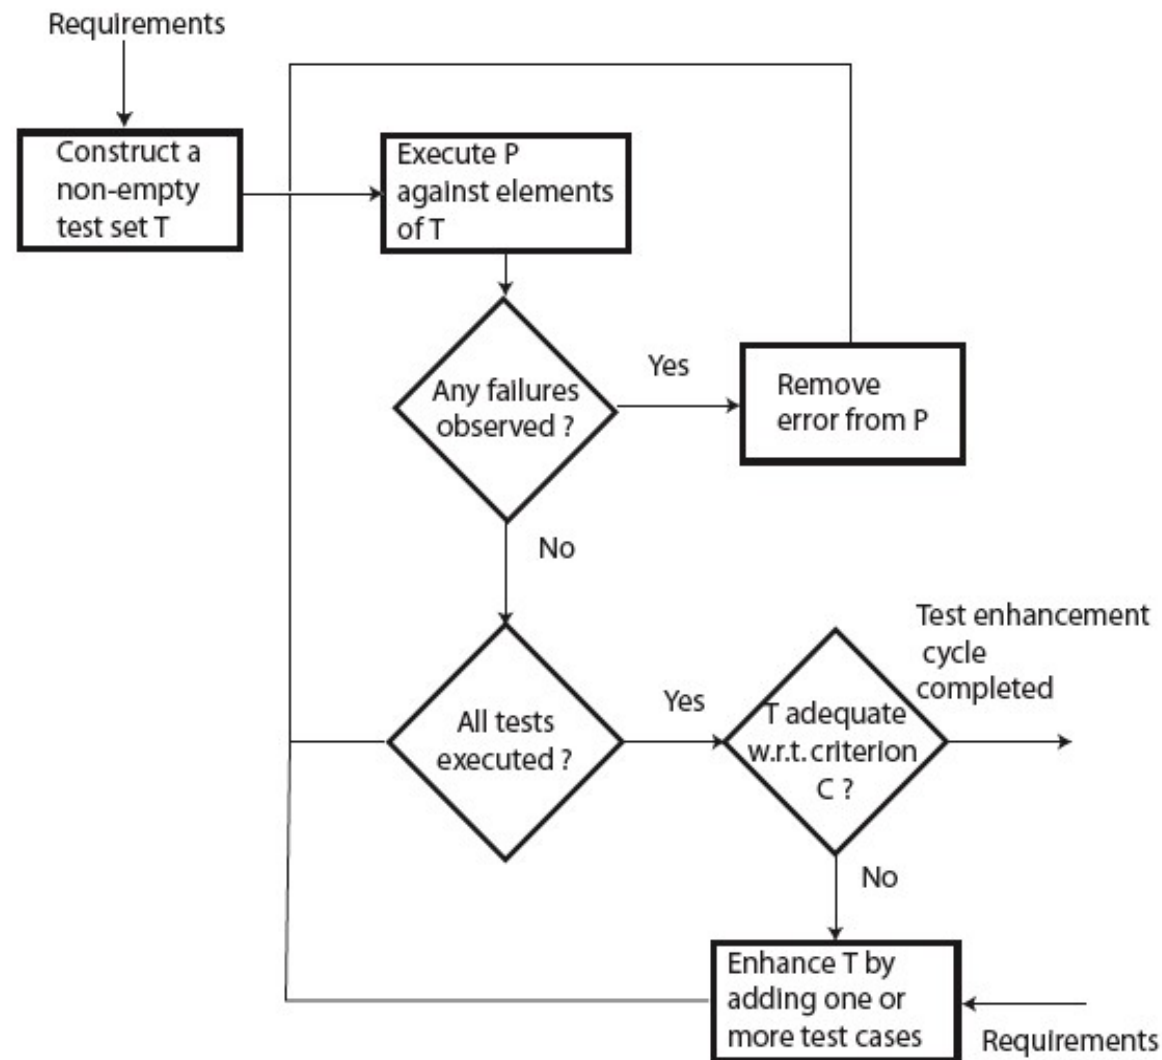 Requirements
Construct a
non-empty
test set T
Execute P
against elements
of T
Any failures
observed ?
Yes
Remove
error from P
No
All tests
executed ?
Yes
T adequate
w.r.t. criterion
C ?
Test enhancement
cycle
completed
No
Enhance T by
adding one or
more test cases
Requirements